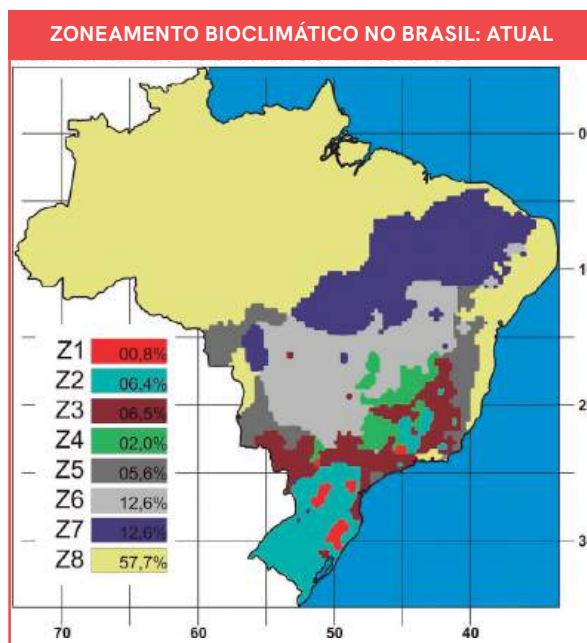 ZONEAMENTO BIOCLIMÁTICO NO BRASIL: ATUAL
0
1
2
3
Z1 00,8%
Z2 06,4%
Z3 06,5%
Z4 02,0%
Z5 05,6%
Z6 12,6%
Z7 12,6%
Z8 57,7%
70 60 50 40